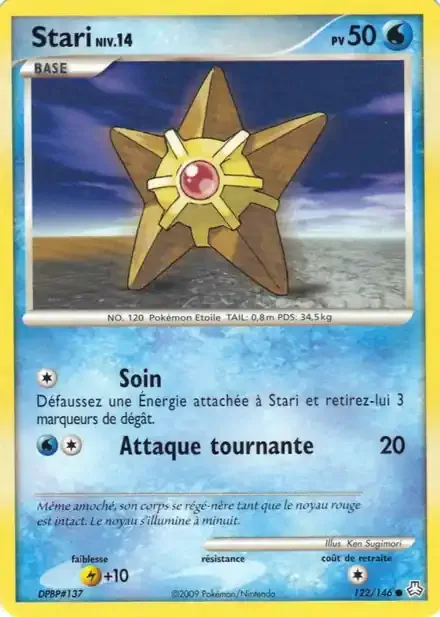 Stari NIV.14 PV 50
BASE
NO. 120 Pokémon Etoile TAIL: 0,8m PDS: 34,5kg
Soin
Défaussez une Énergie attachée à Stari et retirez-lui 3
marqueurs de dégât.
Attaque tournante 20
Même amoché, son corps se régé-nère tant que le noyau rouge
est intact. Le noyau s'illumine à minuit.
Illus. Ken Sugimori
faiblesse résistance coût de retraite
+10
DPBP#137 ©2009 Pokémon/Nintendo 122/146